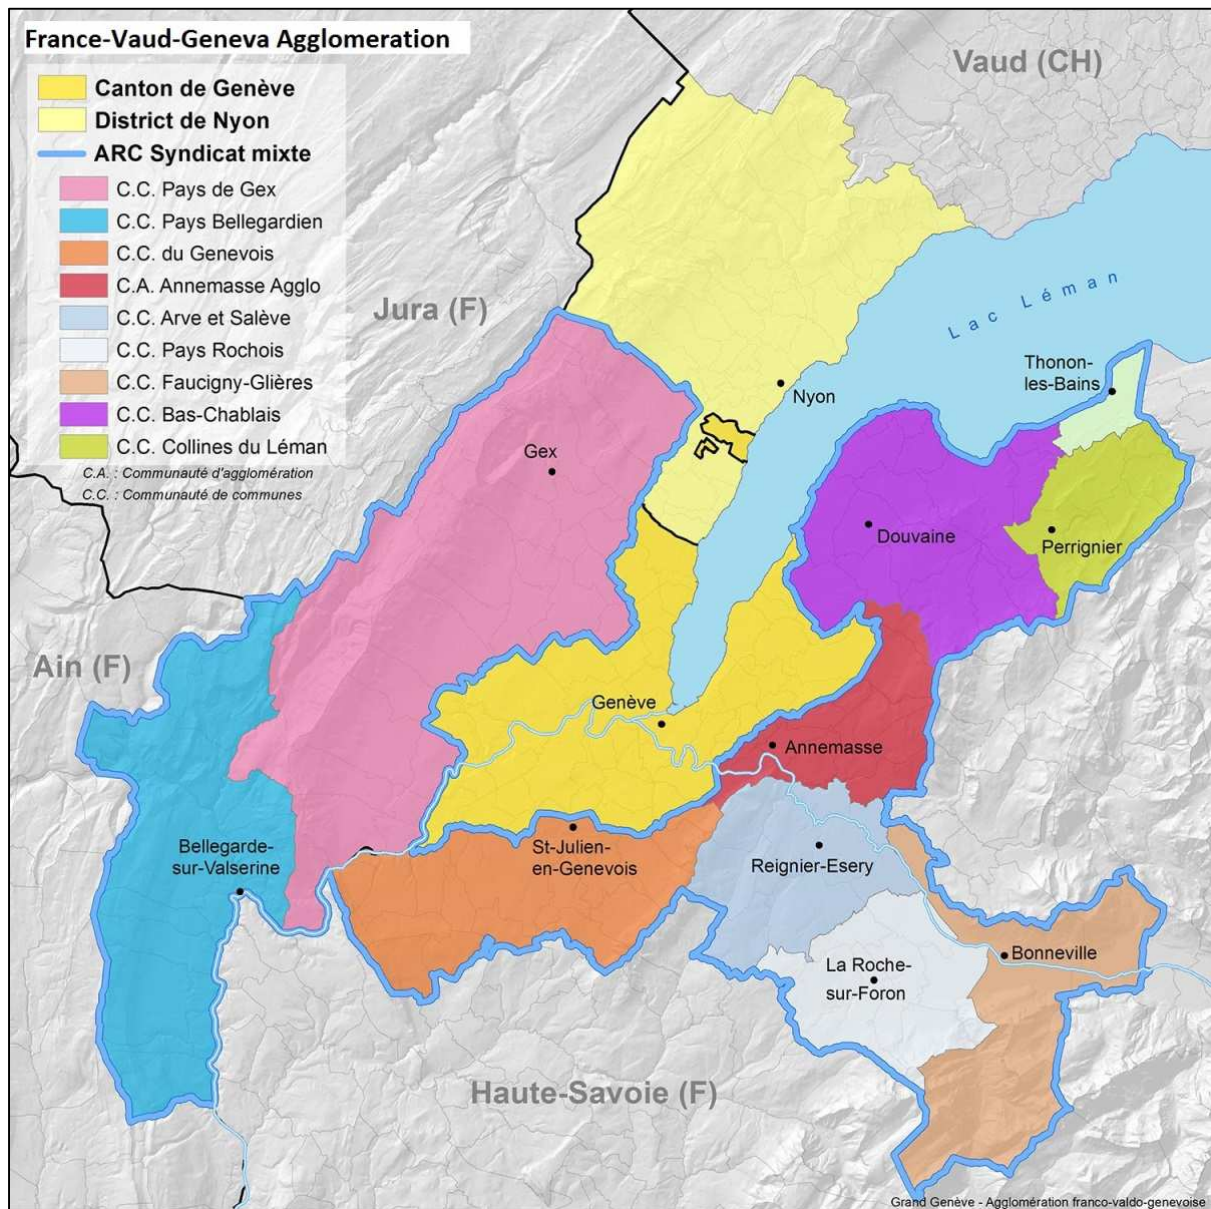 France-Vaud-Geneva Agglomeration
Canton de Genève
District de Nyon
ARC Syndicat mixte
C.C. Pays de Gex
C.C. Pays Bellegardien
C.C. du Genevois
C.A. Annemasse Agglo
C.C. Arve et Salève
C.C. Pays Rochois
C.C. Faucigny-Glières
C.C. Bas-Chablais
C.C. Collines du Léman
C.A. : Communauté d'agglomération
C.C. : Communauté de communes
Vaud (CH)
Jura (F)
Lac Léman
Thonon-
les-Bains
Nyon
Gex
Douvaine
Perrignier
Ain (F)
Genève
Annemasse
Bellegarde-
sur-Valserine
St-Julien-
en-Genevois
Reignier-Esery
La Roche-
sur-Foron
Bonneville
Haute-Savoie (F)
Grand Genève - Agglomération franco-valdo-genevoise